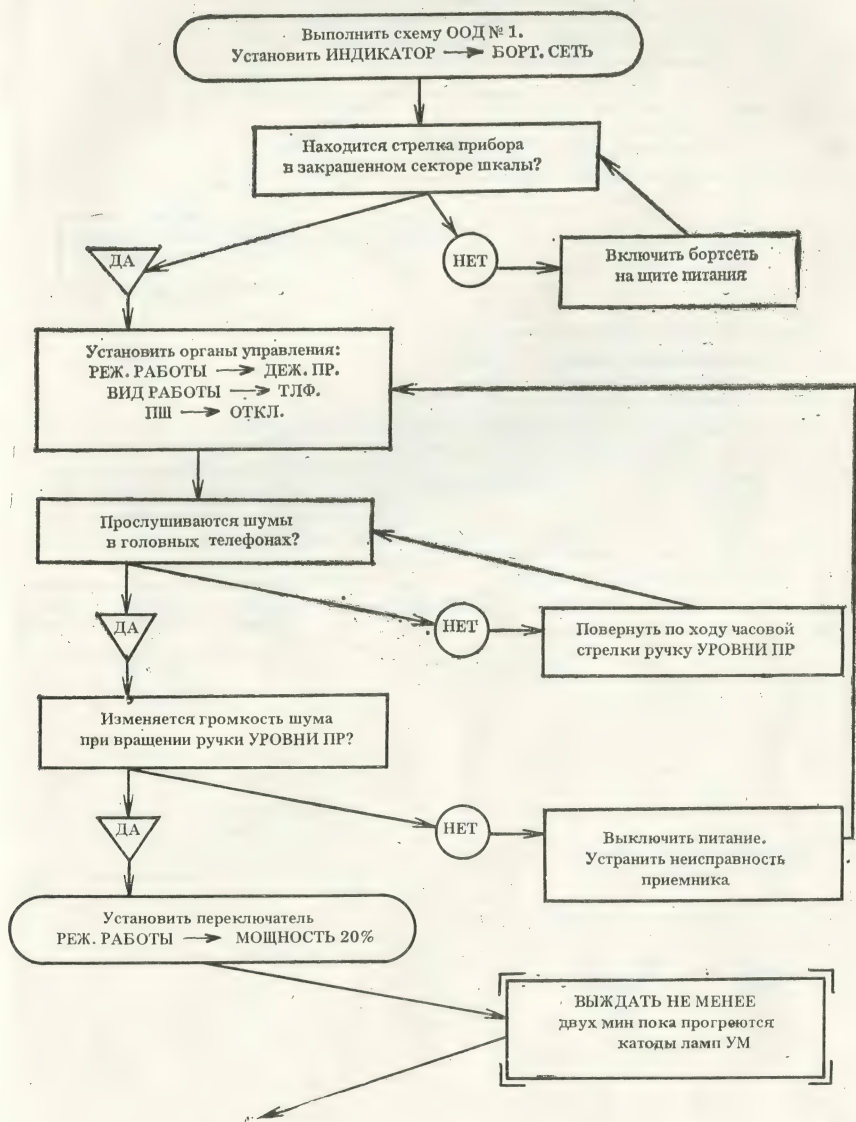 Выполнить схему ООД № 1.
Установить ИНДИКАТОР → БОРТ. СЕТЬ
Находится стрелка прибора
в закрашенном секторе шкалы?
ДА
НЕТ
Включить бортсеть
на щите питания
Установить органы управления:
РЕЖ. РАБОТЫ → ДЕЖ. ПР.
ВИД РАБОТЫ → ТЛФ.
ПШ → ОТКЛ.
Прослушиваются шумы
в головных телефонах?
ДА
НЕТ
Повернуть по ходу часовой
стрелки ручку УРОВНИ ПР
Изменяется громкость шума
при вращении ручки УРОВНИ ПР?
ДА
НЕТ
Выключить питание.
Устранить неисправность
приемника
Установить переключатель
РЕЖ. РАБОТЫ → МОЩНОСТЬ 20%
ВЫЖДАТЬ НЕ МЕНЕЕ
двух мин пока прогреются
катоды ламп УМ